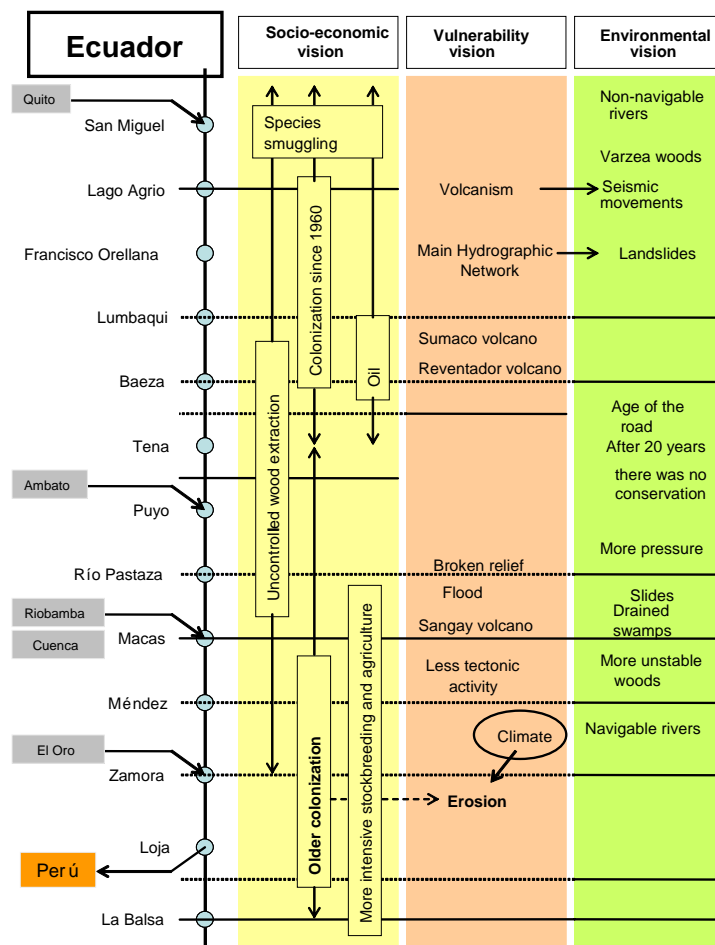 Ecuador
Socio-economic
vision
Vulnerability
vision
Environmental
vision
Quito
San Miguel
Lago Agrio
Francisco Orellana
Lumbaqui
Baeza
Tena
Ambato
Puyo
Río Pastaza
Riobamba
Macas
Cuenca
Méndez
El Oro
Zamora
Loja
Per ú
La Balsa
Species
smuggling
Colonization since 1960
Oil
Uncontrolled wood extraction
Older colonization
More intensive stockbreeding and agriculture
Volcanism
Main Hydrographic
Network
Sumaco volcano
Reventador volcano
Broken relief
Flood
Sangay volcano
Less tectonic
activity
Climate
Erosion
Non-navigable
rivers
Varzea woods
Seismic
movements
Landslides
Age of the
road
After 20 years
there was no
conservation
More pressure
Slides
Drained
swamps
More unstable
woods
Navigable rivers